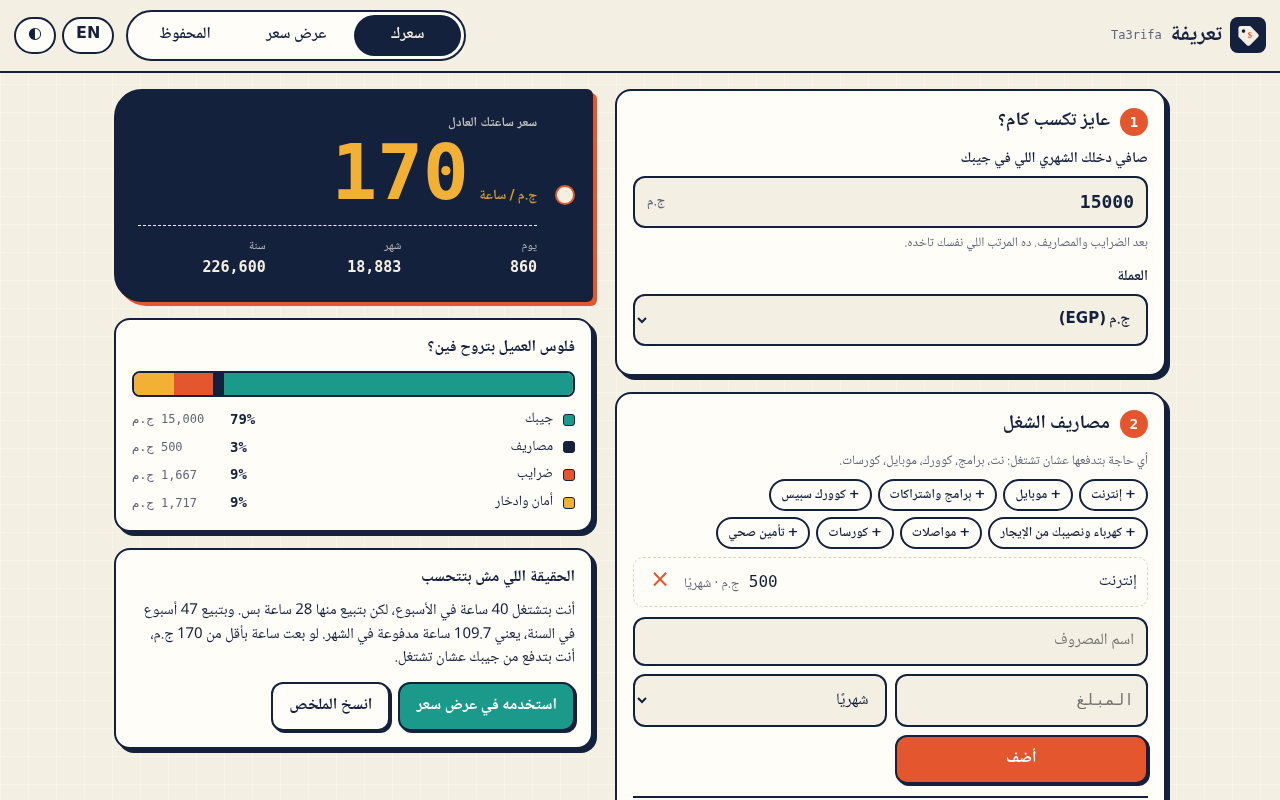 تعريفة Ta3rifa
سعرك
عرض سعر
المحفوظ
EN
1 عايز تكسب كام؟
صافي دخلك الشهري اللي في جيبك
15000 ج.م
بعد الضرايب والمصاريف. ده المرتب اللي نفسك تاخده.
العملة
ج.م (EGP)
2 مصاريف الشغل
أي حاجة بتدفعها عشان تشتغل: نت، برامج، كوورك، موبايل، كورسات.
+ إنترنت
+ موبايل
+ برامج واشتراكات
+ كوورك سبيس
+ كهرباء ونصيبك من الإيجار
+ مواصلات
+ كورسات
+ تأمين صحي
إنترنت 500 ج.م · شهريًا
اسم المصروف
المبلغ
شهريًا
أضف
سعر ساعتك العادل
170 ج.م / ساعة
يوم شهر سنة
860 18,883 226,600
فلوس العميل بتروح فين؟
جيبك 79% 15,000 ج.م
مصاريف 3% 500 ج.م
ضرايب 9% 1,667 ج.م
أمان وادخار 9% 1,717 ج.م
الحقيقة اللي مش بتتحسب
أنت بتشتغل 40 ساعة في الأسبوع، لكن بتبيع منها 28 ساعة بس. وبتبيع 47 أسبوع
في السنة، يعني 109.7 ساعة مدفوعة في الشهر. لو بعت ساعة بأقل من 170 ج.م،
أنت بتدفع من جيبك عشان تشتغل.
استخدمه في عرض سعر
انسخ الملخص